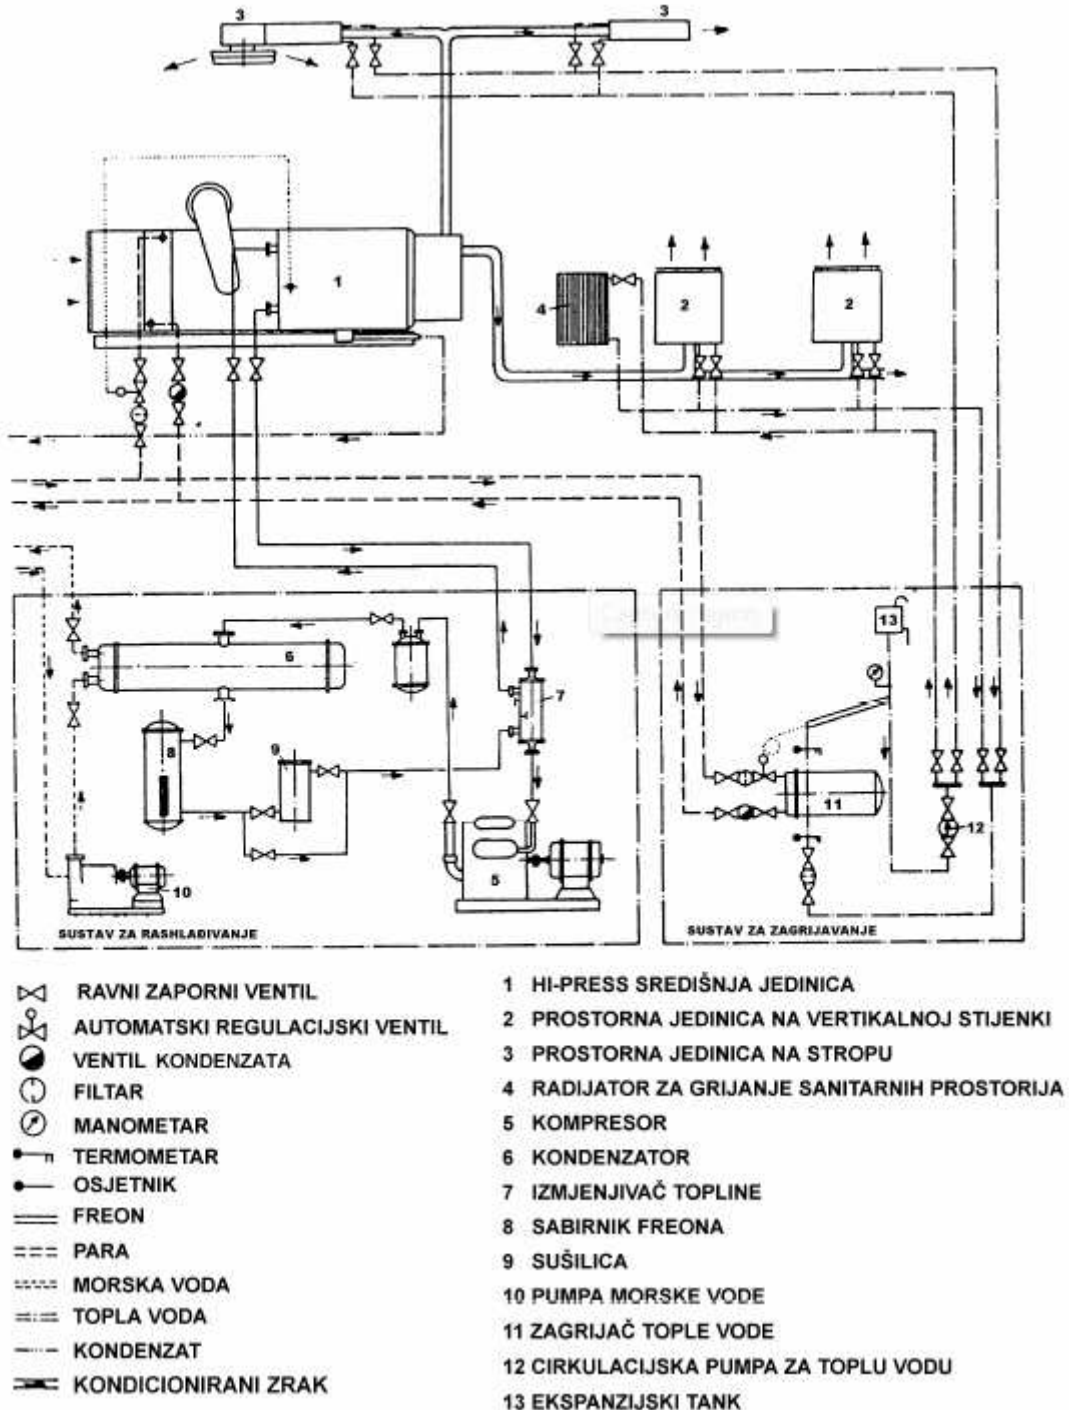 3
3
1
2
2
4
6
7
8
9
5
10
13
11
12
SUSTAV ZA RASHLAĐIVANJE
SUSTAV ZA ZAGRIJAVANJE
RAVNI ZAPORNI VENTIL
AUTOMATSKI REGULACIJSKI VENTIL
VENTIL KONDENZATA
FILTAR
MANOMETAR
TERMOMETAR
OSJETNIK
FREON
PARA
MORSKA VODA
TOPLA VODA
KONDENZAT
KONDICIONIRANI ZRAK
1 HI-PRESS SREDIŠNJA JEDINICA
2 PROSTORNA JEDINICA NA VERTIKALNOJ STIJENKI
3 PROSTORNA JEDINICA NA STROPU
4 RADIJATOR ZA GRIJANJE SANITARNIH PROSTORIJA
5 KOMPRESOR
6 KONDENZATOR
7 IZMJENJIVAČ TOPLINE
8 SABIRNIK FREONA
9 SUŠILICA
10 PUMPA MORSKE VODE
11 ZAGRIJAČ TOPLE VODE
12 CIRKULACIJSKA PUMPA ZA TOPLU VODU
13 EKSPANZIJSKI TANK